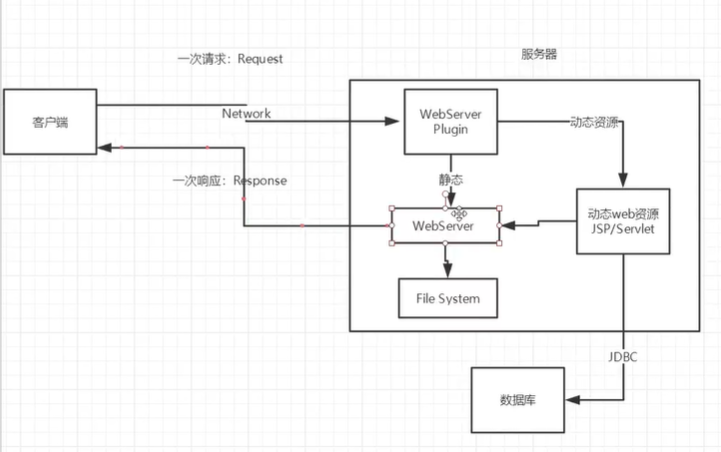 一次请求：Request
服务器
客户端
Network
WebServer
Plugin
动态资源
一次响应：Response
静态
WebServer
动态web资源
JSP/Servlet
File System
JDBC
数据库